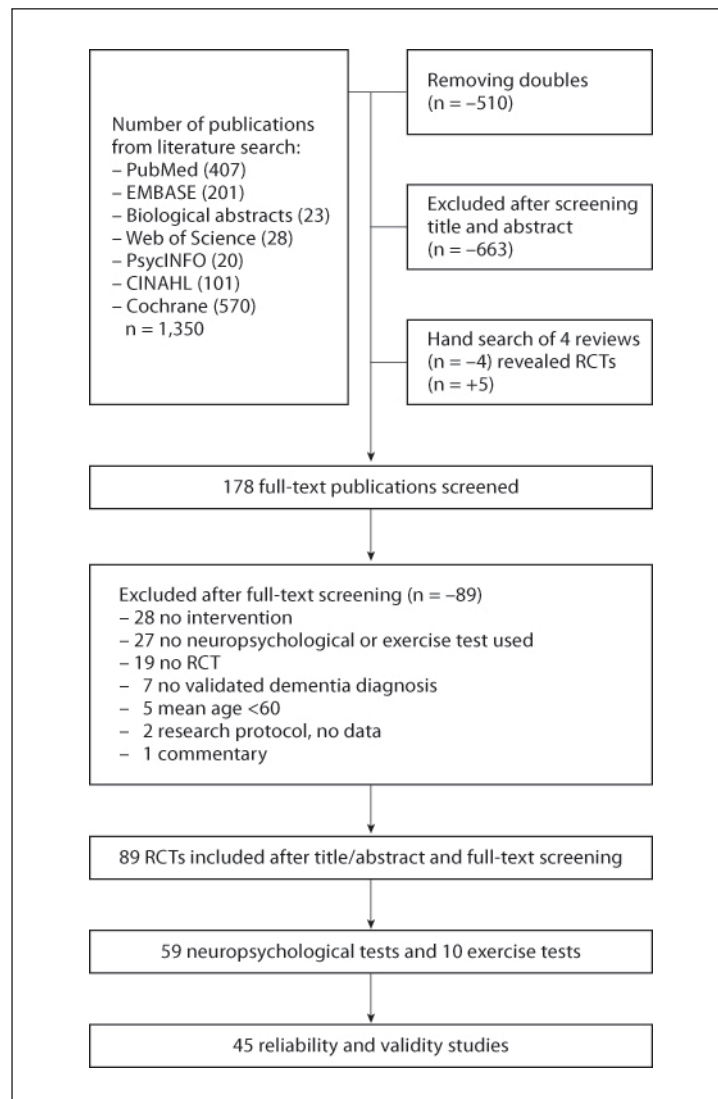 Number of publications
from literature search:
– PubMed (407)
– EMBASE (201)
– Biological abstracts (23)
– Web of Science (28)
– PsycINFO (20)
– CINAHL (101)
– Cochrane (570)
n = 1,350
Removing doubles
(n = –510)
Excluded after screening
title and abstract
(n = –663)
Hand search of 4 reviews
(n = –4) revealed RCTs
(n = +5)
178 full-text publications screened
Excluded after full-text screening (n = –89)
– 28 no intervention
– 27 no neuropsychological or exercise test used
– 19 no RCT
– 7 no validated dementia diagnosis
– 5 mean age <60
– 2 research protocol, no data
– 1 commentary
89 RCTs included after title/abstract and full-text screening
59 neuropsychological tests and 10 exercise tests
45 reliability and validity studies